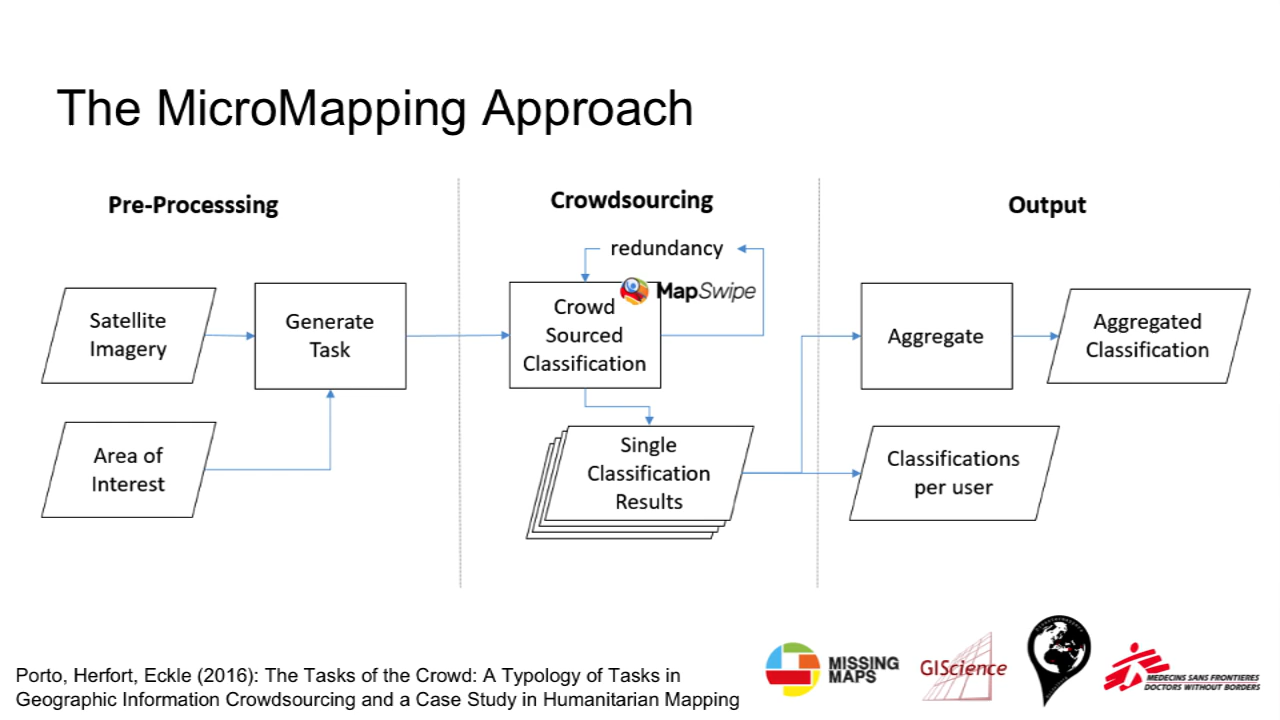 The MicroMapping Approach
Pre-Processsing
Crowdsourcing
Output
redundancy
MapSwipe
Satellite
Imagery
Generate
Task
Crowd
Sourced
Classification
Aggregate
Aggregated
Classification
Area of
Interest
Single
Classification
Results
Classifications
per user
Porto, Herfort, Eckle (2016): The Tasks of the Crowd: A Typology of Tasks in
Geographic Information Crowdsourcing and a Case Study in Humanitarian Mapping
MISSING
MAPS
GIScience
MEDECINS SANS FRONTIERES
DOCTORS WITHOUT BORDERS